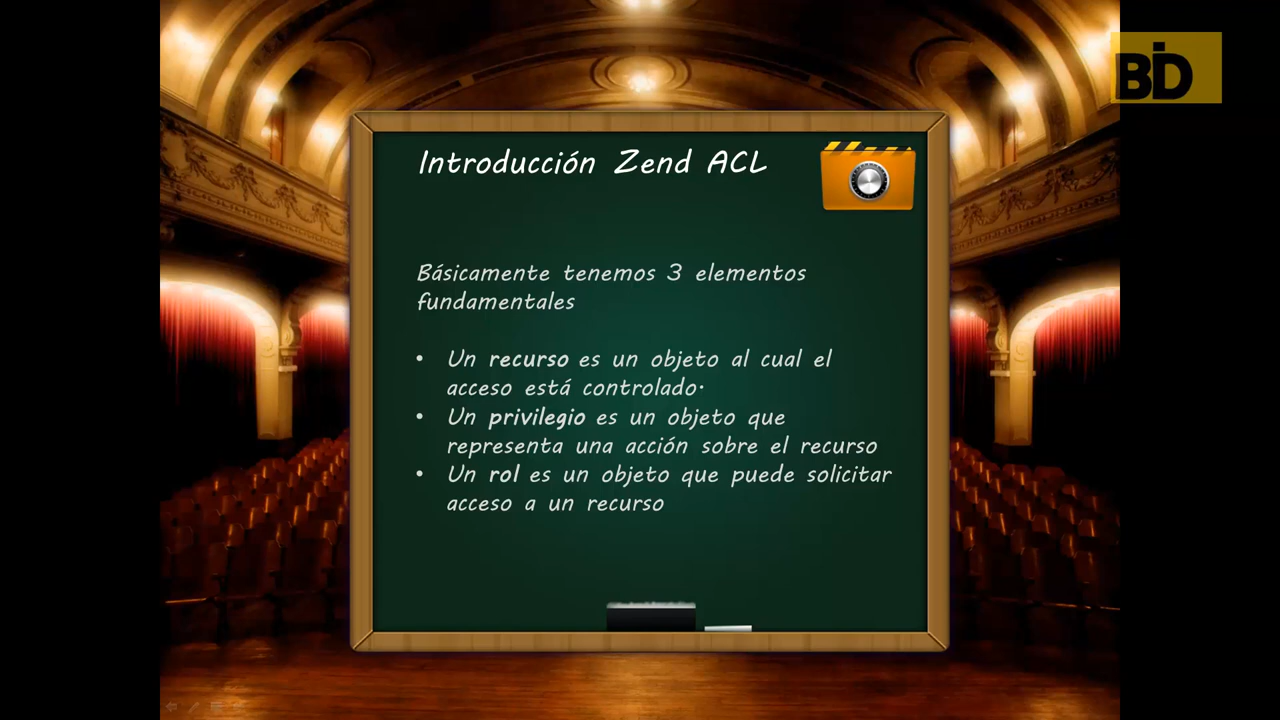 BiD
Introducción Zend ACL
Básicamente tenemos 3 elementos
fundamentales
• Un recurso es un objeto al cual el
acceso está controlado.
• Un privilegio es un objeto que
representa una acción sobre el recurso
• Un rol es un objeto que puede solicitar
acceso a un recurso